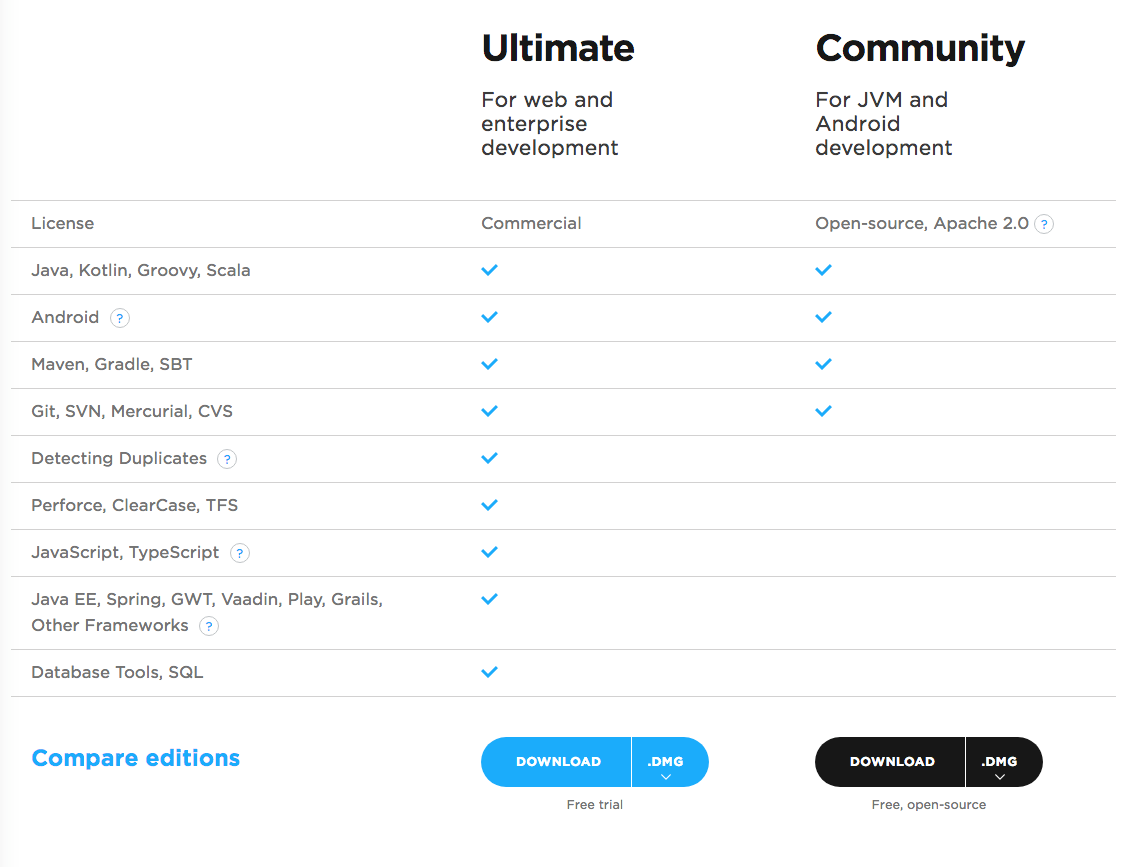 Ultimate
Community
For web and
enterprise
development
For JVM and
Android
development
License
Commercial
Open-source, Apache 2.0 ?
Java, Kotlin, Groovy, Scala
Android ?
Maven, Gradle, SBT
Git, SVN, Mercurial, CVS
Detecting Duplicates ?
Perforce, ClearCase, TFS
JavaScript, TypeScript ?
Java EE, Spring, GWT, Vaadin, Play, Grails,
Other Frameworks ?
Database Tools, SQL
Compare editions
DOWNLOAD .DMG
Free trial
DOWNLOAD .DMG
Free, open-source